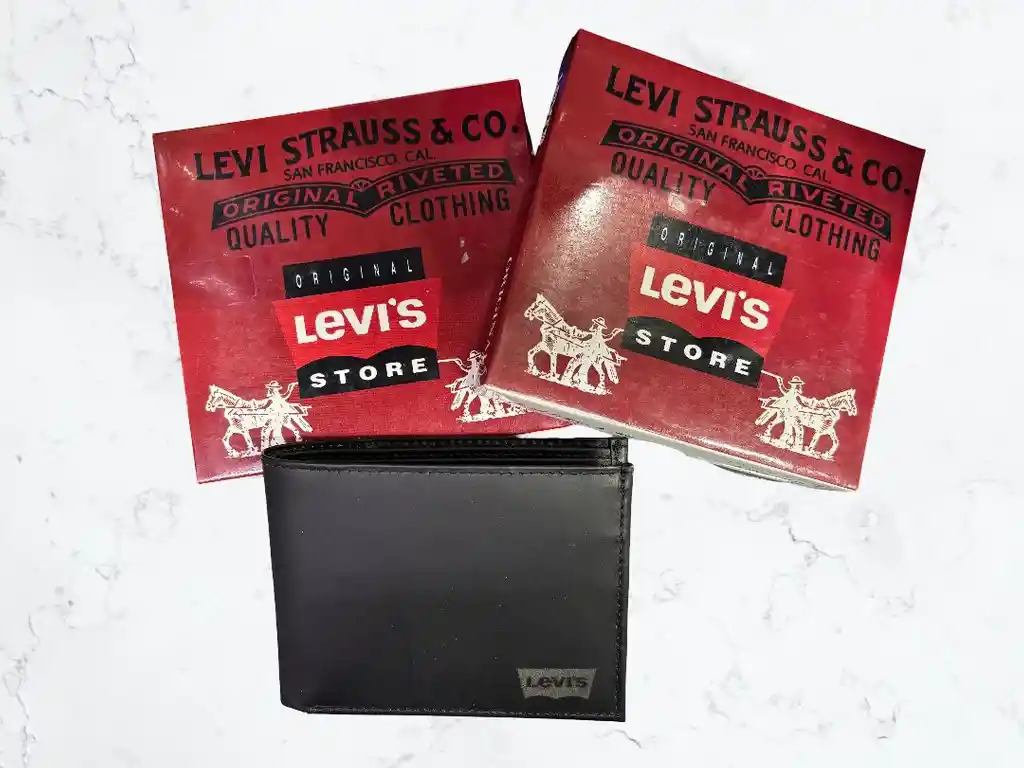 LEVI STRAUSS & CO.
SAN FRANCISCO. CAL.
ORIGINAL RIVETED
QUALITY CLOTHING
ORIGINAL
Levi's
STORE
LEVI STRAUSS & CO.
SAN FRANCISCO. CAL.
ORIGINAL RIVETED
QUALITY CLOTHING
ORIGINAL
Levi's
STORE
Levi's